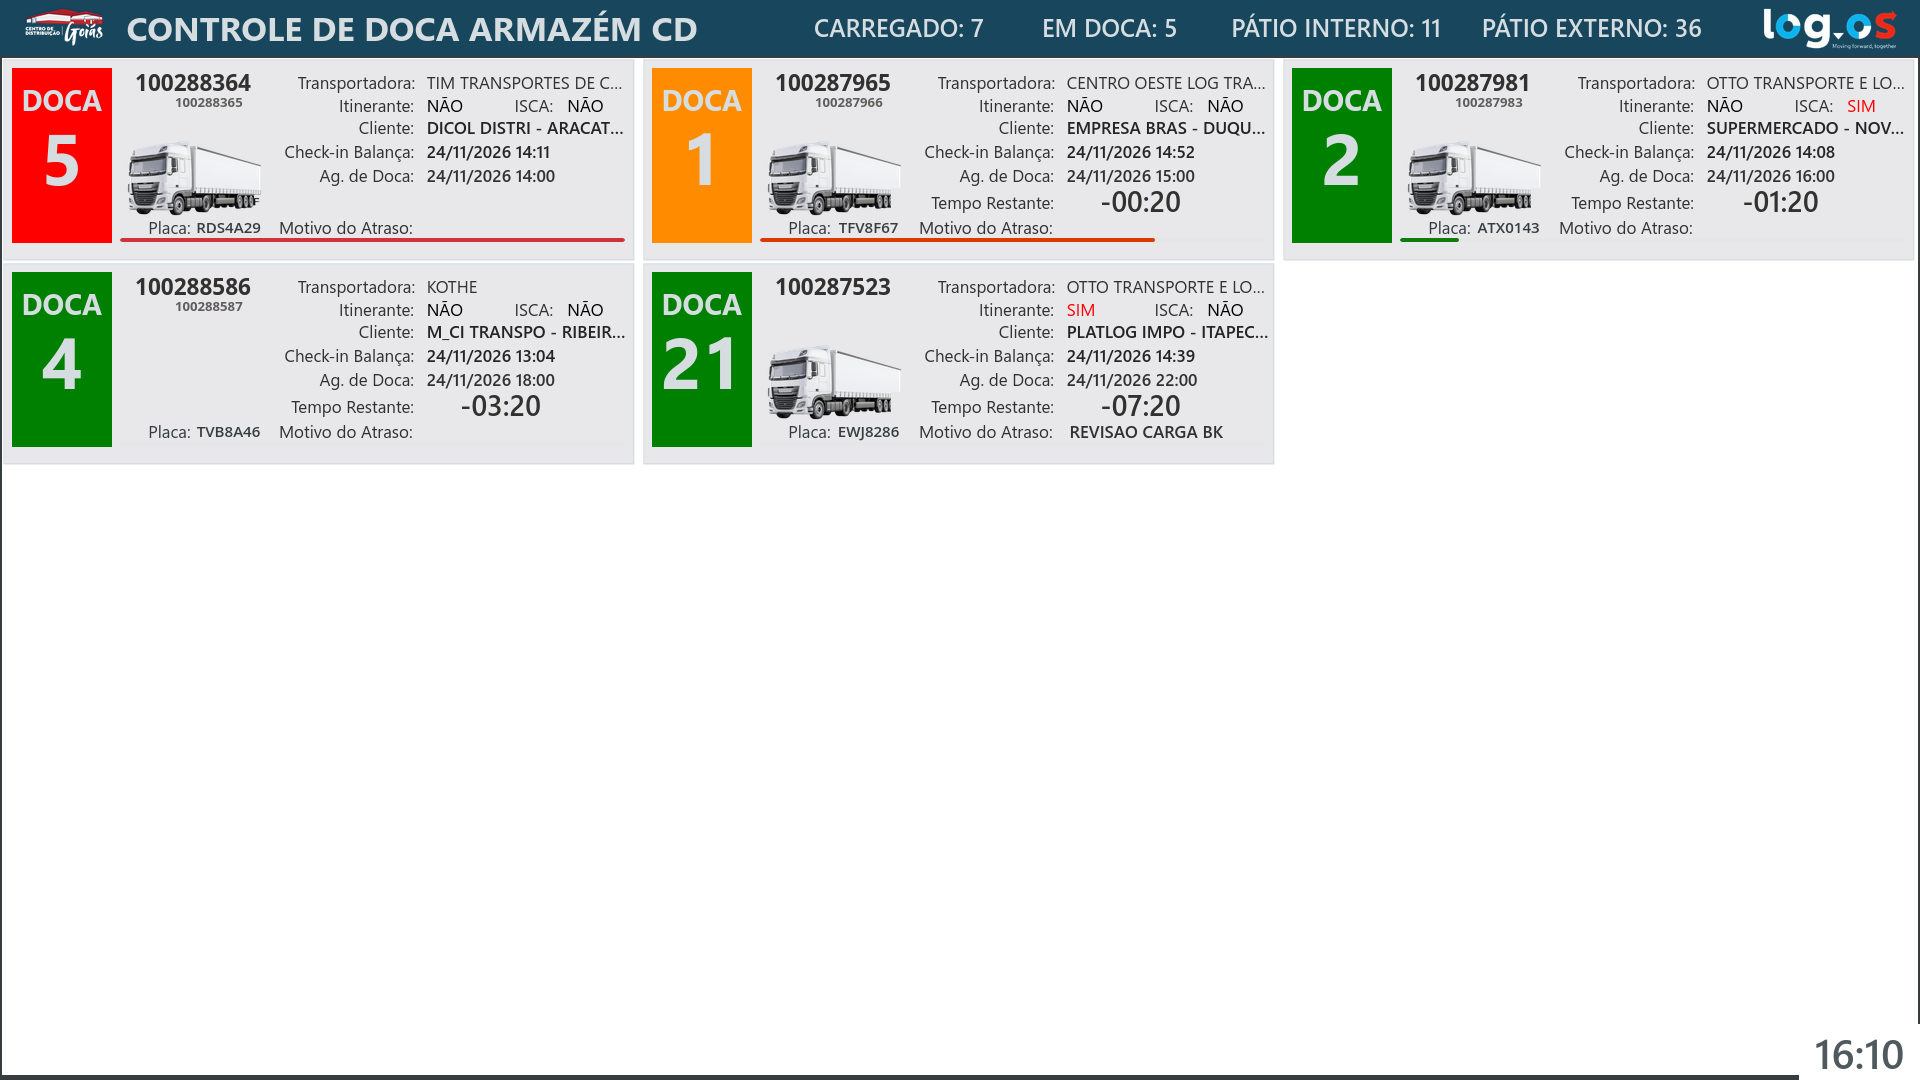 CENTRO DE DISTRIBUIÇÃO Goiás
CONTROLE DE DOCA ARMAZÉM CD
CARREGADO: 7
EM DOCA: 5
PÁTIO INTERNO: 11
PÁTIO EXTERNO: 36
log.os
Moving forward, together
DOCA
5
100288364
100288365
Transportadora: TIM TRANSPORTES DE C...
Itinerante: NÃO ISCA: NÃO
Cliente: DICOL DISTRI - ARACAT...
Check-in Balança: 24/11/2026 14:11
Ag. de Doca: 24/11/2026 14:00
Placa: RDS4A29 Motivo do Atraso:
DOCA
1
100287965
100287966
Transportadora: CENTRO OESTE LOG TRA...
Itinerante: NÃO ISCA: NÃO
Cliente: EMPRESA BRAS - DUQU...
Check-in Balança: 24/11/2026 14:52
Ag. de Doca: 24/11/2026 15:00
Tempo Restante: -00:20
Placa: TFV8F67 Motivo do Atraso:
DOCA
2
100287981
100287983
Transportadora: OTTO TRANSPORTE E LO...
Itinerante: NÃO ISCA: SIM
Cliente: SUPERMERCADO - NOV...
Check-in Balança: 24/11/2026 14:08
Ag. de Doca: 24/11/2026 16:00
Tempo Restante: -01:20
Placa: ATX0143 Motivo do Atraso:
DOCA
4
100288586
100288587
Transportadora: KOTHE
Itinerante: NÃO ISCA: NÃO
Cliente: M_CI TRANSPO - RIBEIR...
Check-in Balança: 24/11/2026 13:04
Ag. de Doca: 24/11/2026 18:00
Tempo Restante: -03:20
Placa: TVB8A46 Motivo do Atraso:
DOCA
21
100287523
Transportadora: OTTO TRANSPORTE E LO...
Itinerante: SIM ISCA: NÃO
Cliente: PLATLOG IMPO - ITAPEC...
Check-in Balança: 24/11/2026 14:39
Ag. de Doca: 24/11/2026 22:00
Tempo Restante: -07:20
Placa: EWJ8286 Motivo do Atraso: REVISAO CARGA BK
16:10